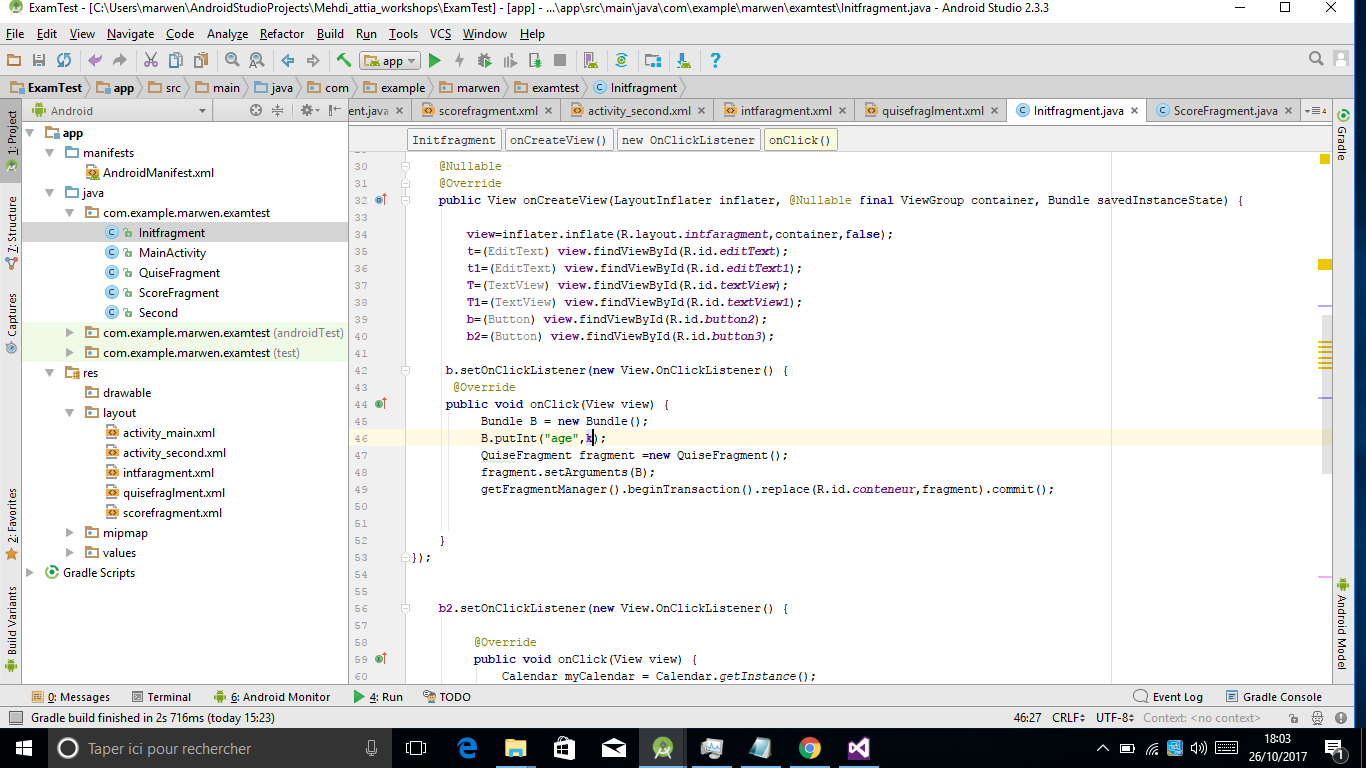 ExamTest - [C:\Users\marwen\AndroidStudioProjects\Mehdi_attia_workshops\ExamTest] - [app] - ...\app\src\main\java\com\example\marwen\examtest\Initfragment.java - Android Studio 2.3.3
File Edit View Navigate Code Analyze Refactor Build Run Tools VCS Window Help
app
ExamTest app src main java com example marwen examtest Initfragment
Android
ent.java scorefragment.xml activity_second.xml intfaragment.xml quisefraglment.xml Initfragment.java ScoreFragment.java 4
1: Project
7: Structure
Captures
2: Favorites
Build Variants
app
manifests
AndroidManifest.xml
java
com.example.marwen.examtest
Initfragment
MainActivity
QuiseFragment
ScoreFragment
Second
com.example.marwen.examtest (androidTest)
com.example.marwen.examtest (test)
res
drawable
layout
activity_main.xml
activity_second.xml
intfaragment.xml
quisefraglment.xml
scorefragment.xml
mipmap
values
Gradle Scripts
Initfragment onCreateView() new OnClickListener onClick()
30 @Nullable
31 @Override
32 public View onCreateView(LayoutInflater inflater, @Nullable final ViewGroup container, Bundle savedInstanceState) {
33
34 view=inflater.inflate(R.layout.intfaragment,container,false);
35 t=(EditText) view.findViewById(R.id.editText);
36 t1=(EditText) view.findViewById(R.id.editText1);
37 T=(TextView) view.findViewById(R.id.textView);
38 T1=(TextView) view.findViewById(R.id.textView1);
39 b=(Button) view.findViewById(R.id.button2);
40 b2=(Button) view.findViewById(R.id.button3);
41
42 b.setOnClickListener(new View.OnClickListener() {
43 @Override
44 public void onClick(View view) {
45 Bundle B = new Bundle();
46 B.putInt("age",k);
47 QuiseFragment fragment =new QuiseFragment();
48 fragment.setArguments(B);
49 getFragmentManager().beginTransaction().replace(R.id.conteneur,fragment).commit();
50
51
52 }
53 });
54
55
56 b2.setOnClickListener(new View.OnClickListener() {
57
58 @Override
59 public void onClick(View view) {
60 Calendar myCalendar = Calendar.getInstance();
Gradle
Android Model
0: Messages Terminal 6: Android Monitor 4: Run TODO Event Log Gradle Console
Gradle build finished in 2s 716ms (today 15:23) 46:27 CRLF UTF-8 Context: <no context>
Taper ici pour rechercher
18:03
26/10/2017
1